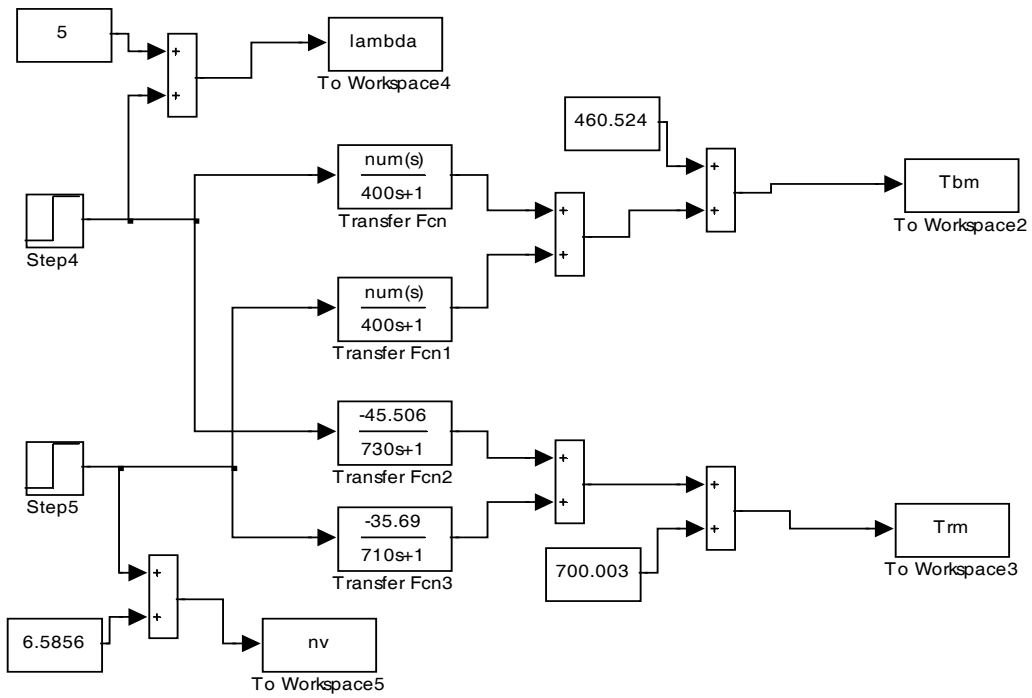 5
+
+
lambda
To Workspace4
460.524
+
+
Tbm
To Workspace2
num(s)
400s+1
Transfer Fcn
+
+
Step4
num(s)
400s+1
Transfer Fcn1
-45.506
730s+1
Transfer Fcn2
+
+
Step5
-35.69
710s+1
Transfer Fcn3
+
+
700.003
Trm
To Workspace3
+
+
6.5856
nv
To Workspace5